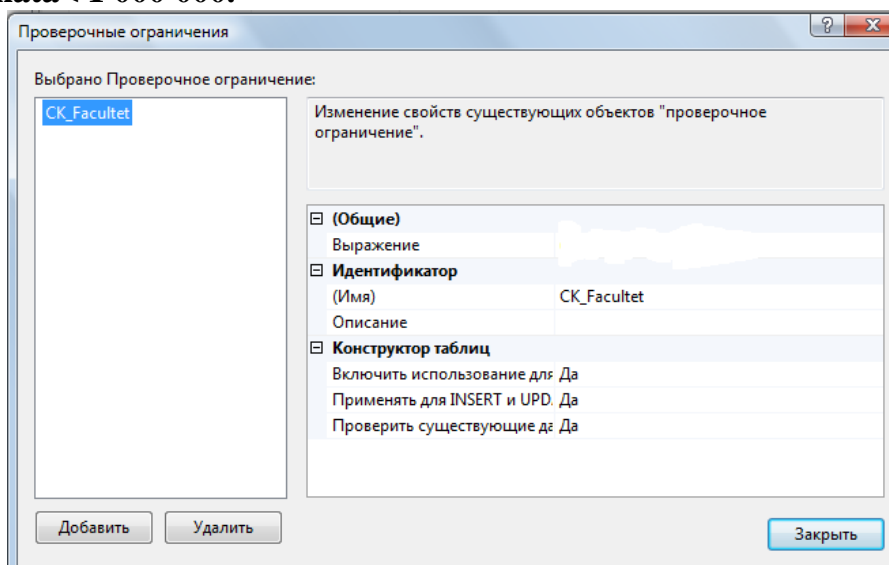 Проверочные ограничения
Выбрано Проверочное ограничение:
CK_Facultet
Изменение свойств существующих объектов "проверочное
ограничение".
(Общие)
Выражение
Идентификатор
(Имя) CK_Facultet
Описание
Конструктор таблиц
Включить использование для Да
Применять для INSERT и UPD. Да
Проверить существующие да Да
Добавить Удалить
Закрыть